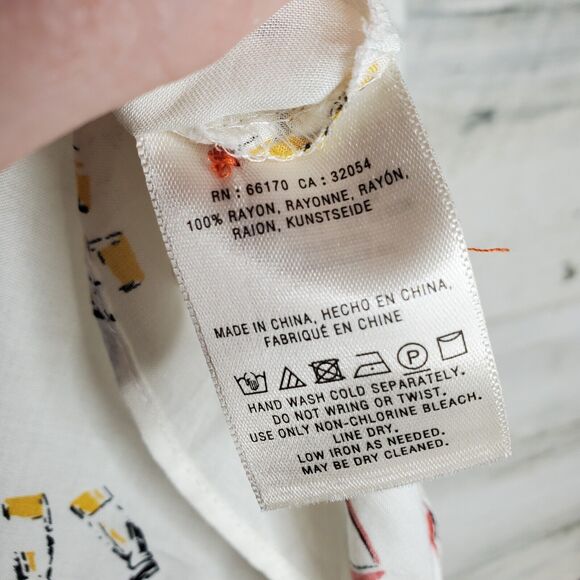 RN : 66170 CA : 32054
100% RAYON, RAYONNE, RAYÓN,
RAION, KUNSTSEIDE
MADE IN CHINA, HECHO EN CHINA,
FABRIQUÉ EN CHINE
P
HAND WASH COLD SEPARATELY.
DO NOT WRING OR TWIST.
USE ONLY NON-CHLORINE BLEACH.
LINE DRY.
LOW IRON AS NEEDED.
MAY BE DRY CLEANED.